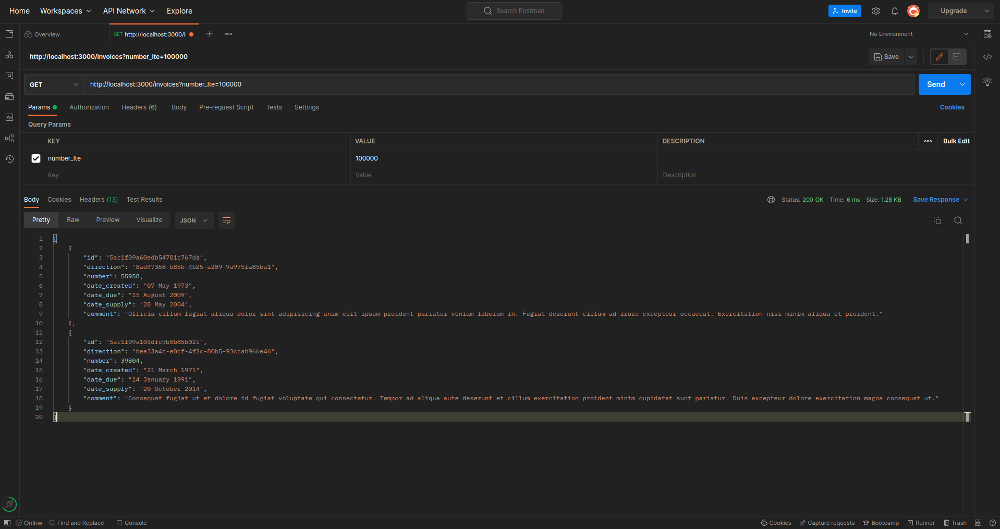 Home Workspaces API Network Explore Search Postman Invite Upgrade
Overview GET http://localhost:3000/i No Environment
http://localhost:3000/invoices?number_lte=100000 Save
GET http://localhost:3000/invoices?number_lte=100000 Send
Params Authorization Headers (6) Body Pre-request Script Tests Settings Cookies
Query Params
KEY VALUE DESCRIPTION Bulk Edit
number_lte 100000
Key Value Description
Body Cookies Headers (13) Test Results Status: 200 OK Time: 6 ms Size: 1.28 KB Save Response
Pretty Raw Preview Visualize JSON
1 [
2 {
3 "id": "5ac1f09a60edb54701c767da",
4 "direction": "8ad47368-b85b-4b25-a209-9a975fa85ba1",
5 "number": 55958,
6 "date_created": "07 May 1973",
7 "date_due": "15 August 2009",
8 "date_supply": "28 May 2004",
9 "comment": "Officia cillum fugiat aliqua dolor sint adipisicing anim elit ipsum proident pariatur veniam laborum in. Fugiat deserunt cillum ad irure excepteur occaecat. Exercitation nisi minim aliqua et proident."
10 },
11 {
12 "id": "5ac1f09a104dfc9b0b85b02f",
13 "direction": "bee33a4c-e0cf-4f2c-80b5-93ccab966e46",
14 "number": 39804,
15 "date_created": "21 March 1971",
16 "date_due": "14 January 1991",
17 "date_supply": "20 October 2014",
18 "comment": "Consequat fugiat ut et dolore id fugiat voluptate qui consectetur. Tempor ad aliqua aute deserunt et cillum exercitation proident minim cupidatat sunt pariatur. Duis excepteur dolore exercitation magna consequat ut."
19 }
20 ]
Online Find and Replace Console Cookies Capture requests Bootcamp Runner Trash